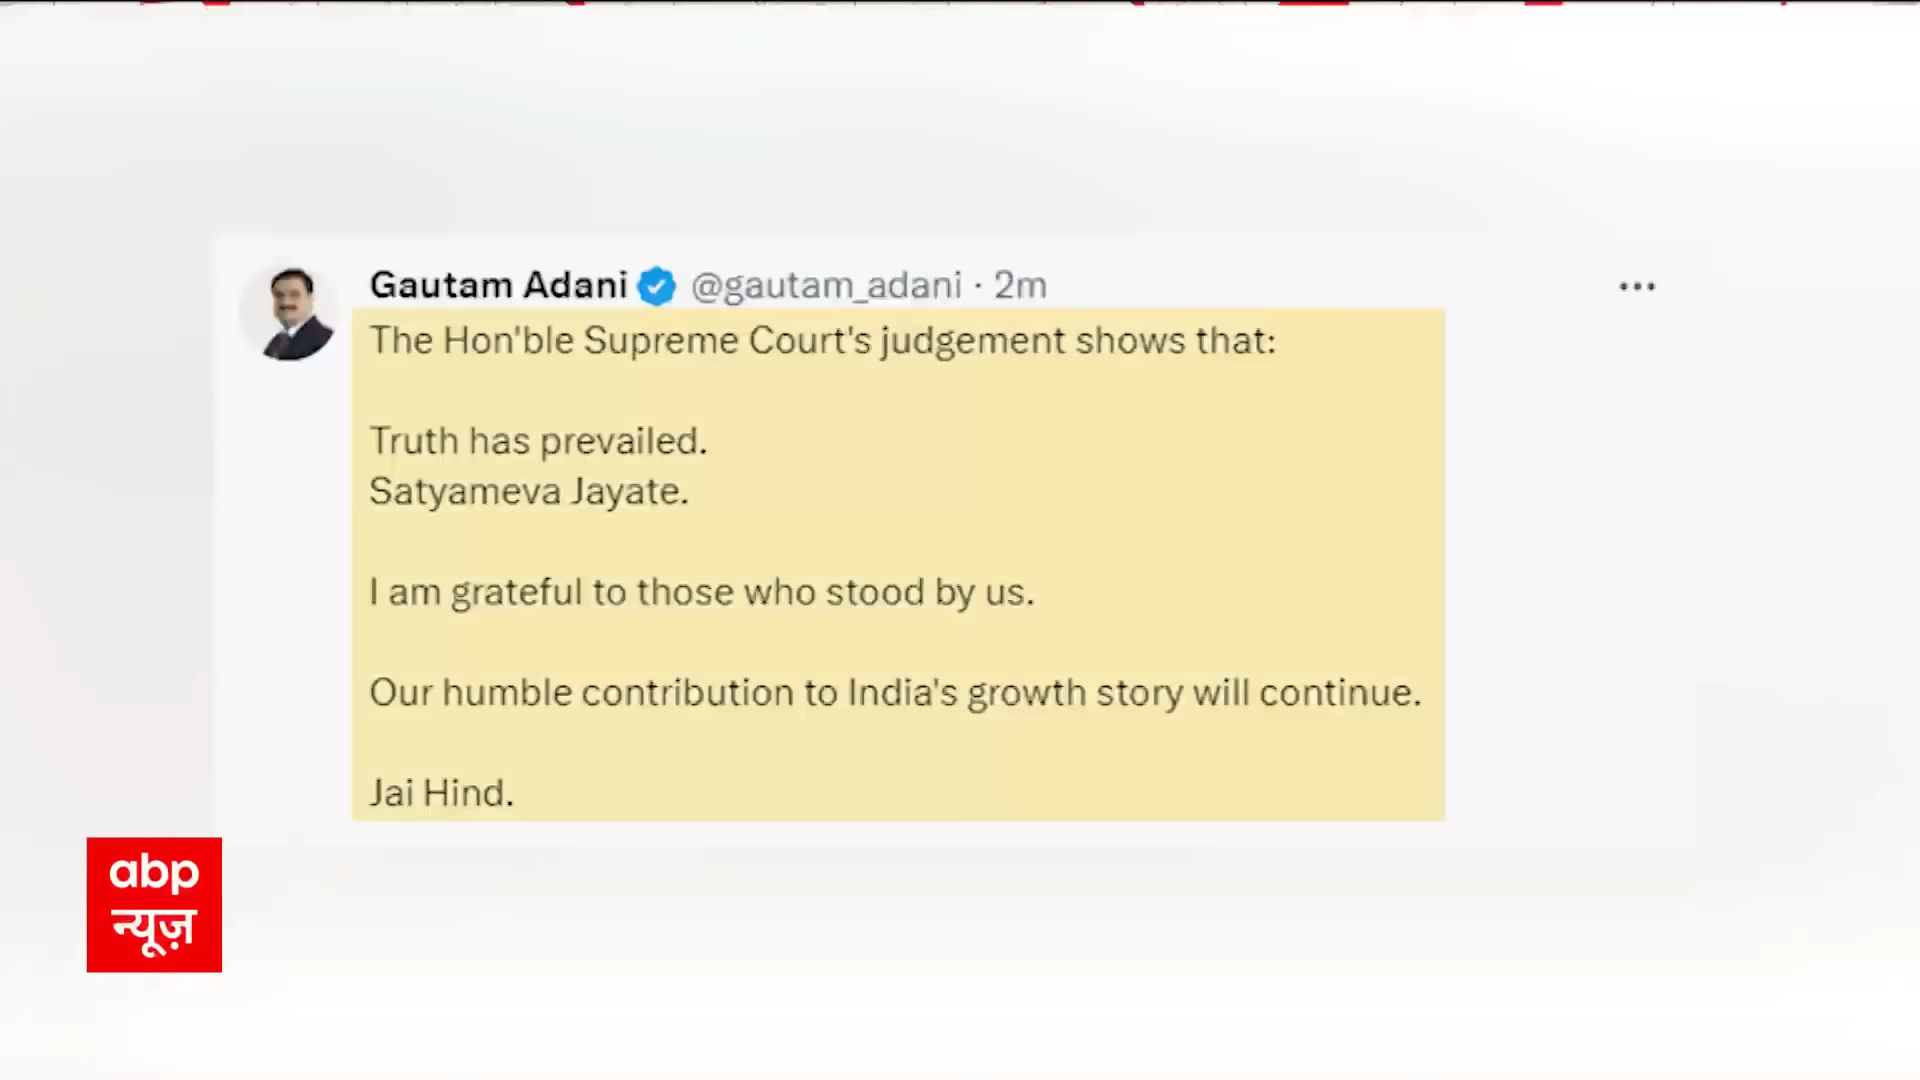 Gautam Adani @gautam_adani · 2m
The Hon'ble Supreme Court's judgement shows that:
Truth has prevailed.
Satyameva Jayate.
I am grateful to those who stood by us.
Our humble contribution to India's growth story will continue.
Jai Hind.
abp
न्यूज़